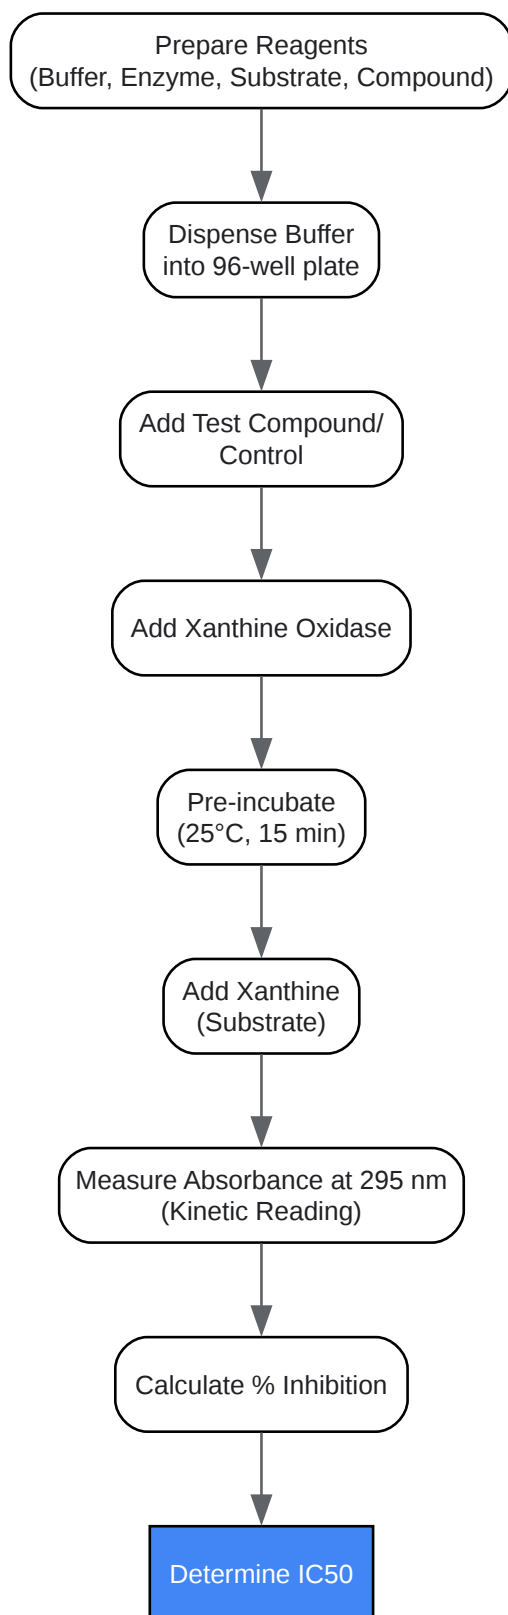 Prepare Reagents
(Buffer, Enzyme, Substrate, Compound)
Dispense Buffer
into 96-well plate
Add Test Compound/
Control
Add Xanthine Oxidase
Pre-incubate
(25°C, 15 min)
Add Xanthine
(Substrate)
Measure Absorbance at 295 nm
(Kinetic Reading)
Calculate % Inhibition
Determine IC50